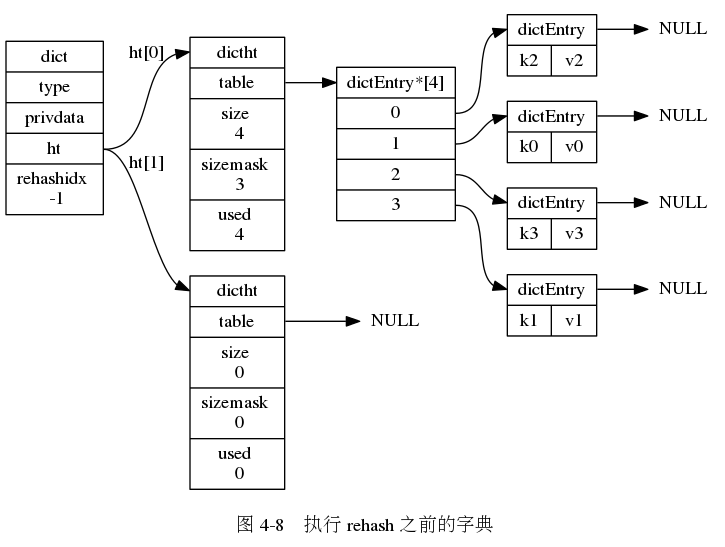 dict
type
privdata
ht
rehashidx
-1
ht[0]
ht[1]
dictht
table
size
4
sizemask
3
used
4
dictht
table
size
0
sizemask
0
used
0
NULL
dictEntry*[4]
0
1
2
3
dictEntry
k2 v2
NULL
dictEntry
k0 v0
NULL
dictEntry
k3 v3
NULL
dictEntry
k1 v1
NULL
图 4-8 执行 rehash 之前的字典